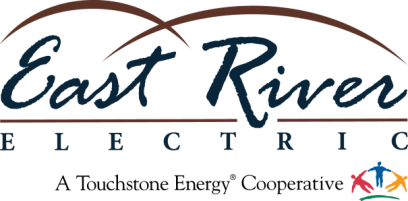 East River
ELECTRIC
A Touchstone Energy® Cooperative